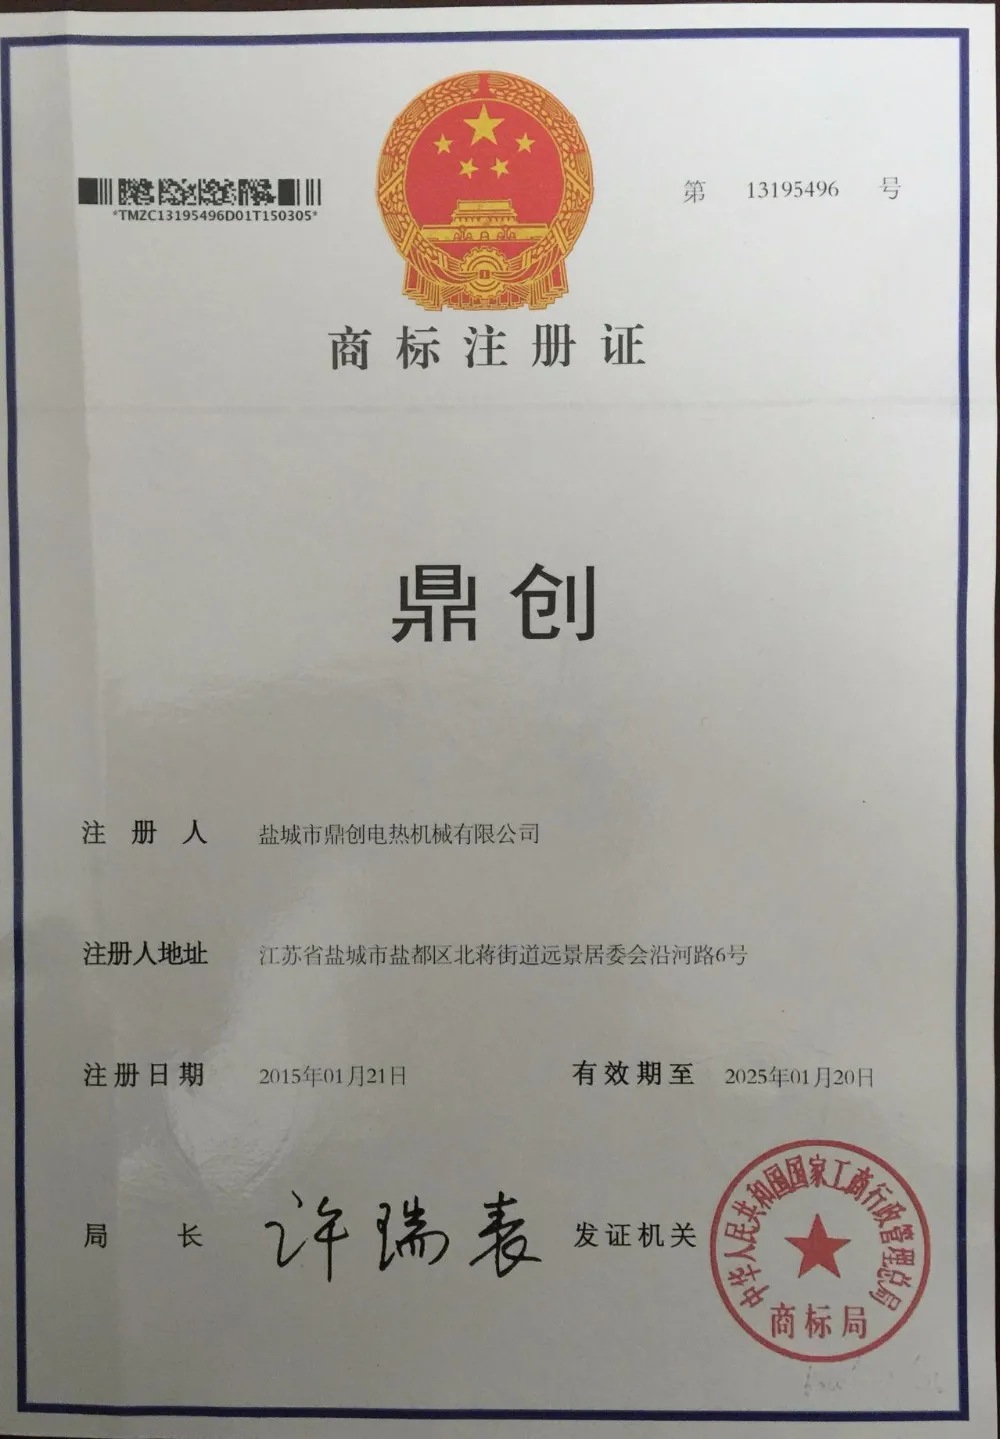 *TMZC13195496D01T150305*
第 13195496 号
商标注册证
鼎创
注册人 盐城市鼎创电热机械有限公司
注册人地址 江苏省盐城市盐都区北蒋街道远景居委会沿河路6号
注册日期 2015年01月21日 有效期至 2025年01月20日
局长 许瑞表 发证机关
中华人民共和国国家工商行政管理总局
商标局